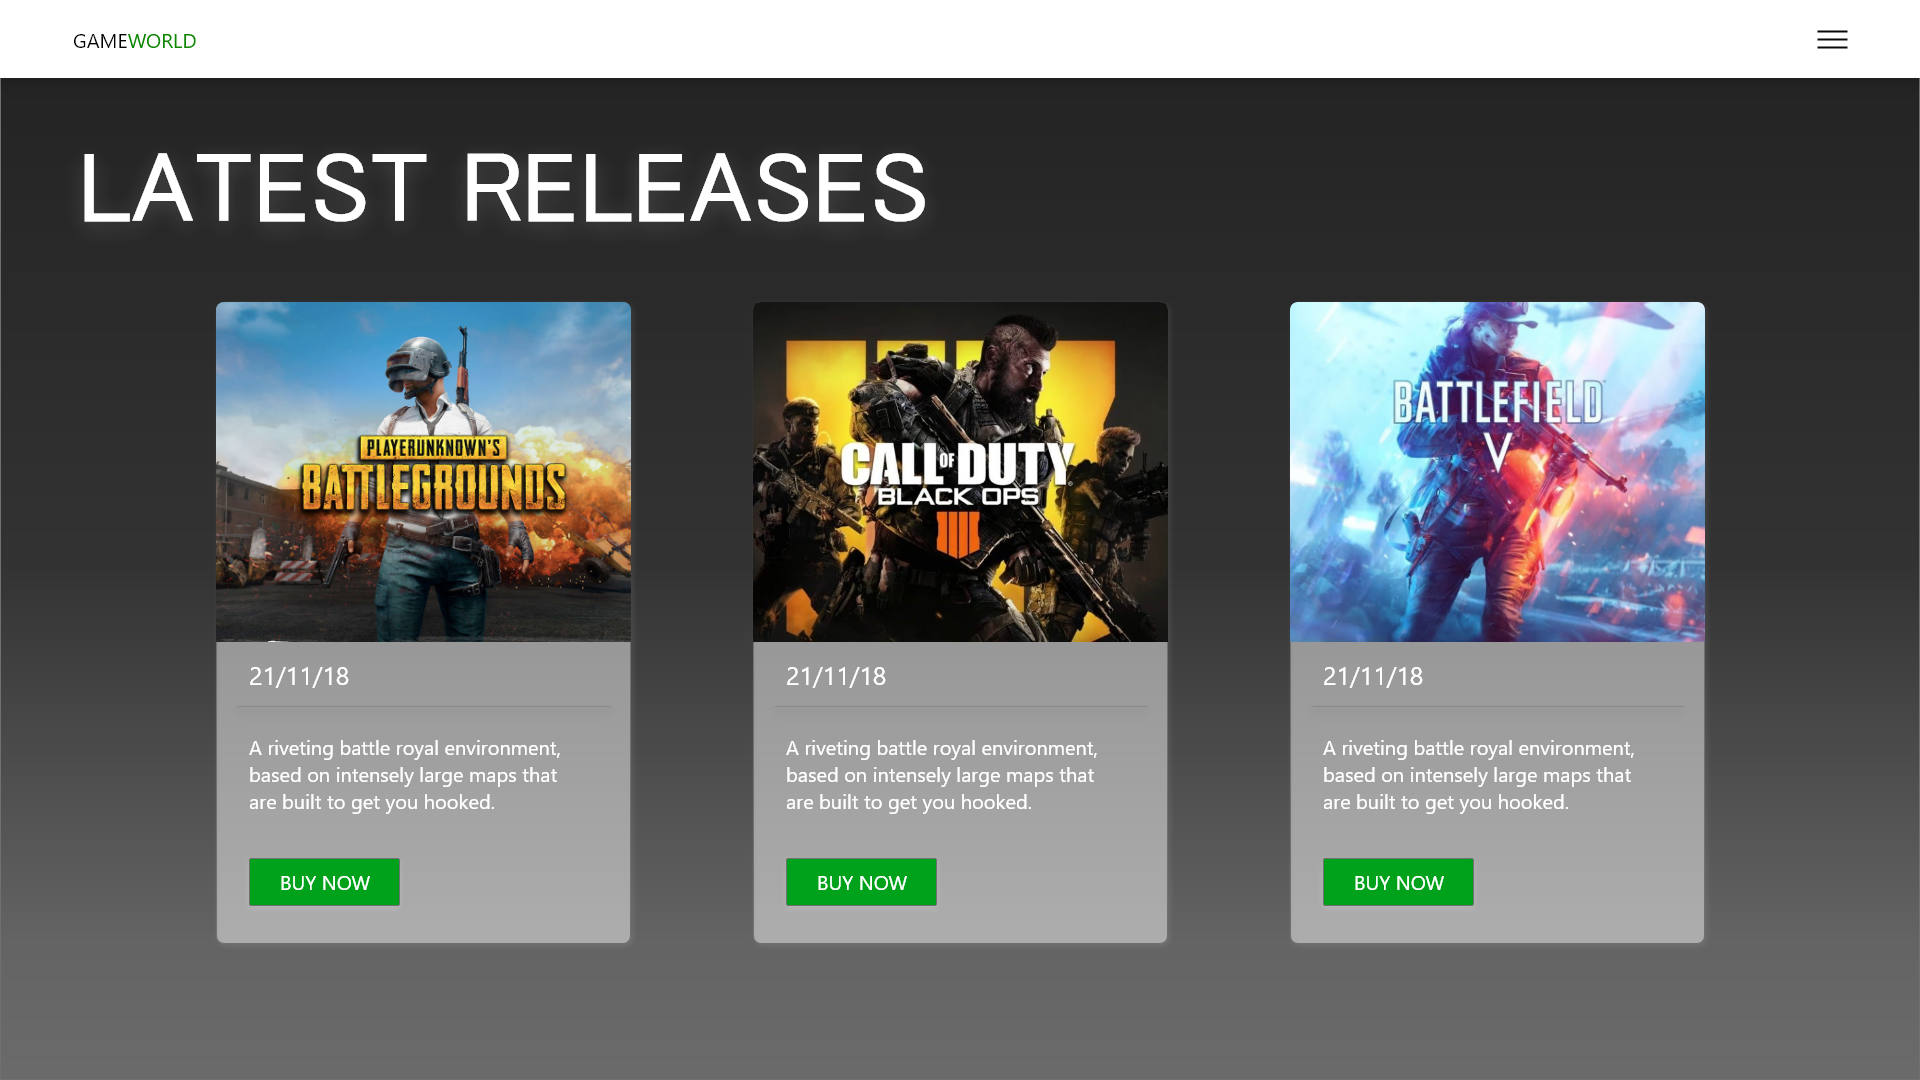 GAMEWORLD
LATEST RELEASES
PLAYERUNKNOWN'S
BATTLEGROUNDS
CALL OF DUTY
BLACK OPS
IIII
BATTLEFIELD
V
21/11/18
21/11/18
21/11/18
A riveting battle royal environment,
based on intensely large maps that
are built to get you hooked.
A riveting battle royal environment,
based on intensely large maps that
are built to get you hooked.
A riveting battle royal environment,
based on intensely large maps that
are built to get you hooked.
BUY NOW
BUY NOW
BUY NOW